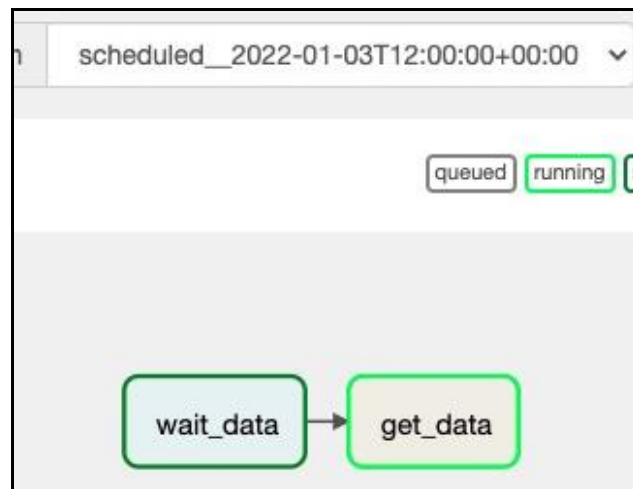 scheduled__2022-01-03T12:00:00+00:00
queued running
wait_data get_data